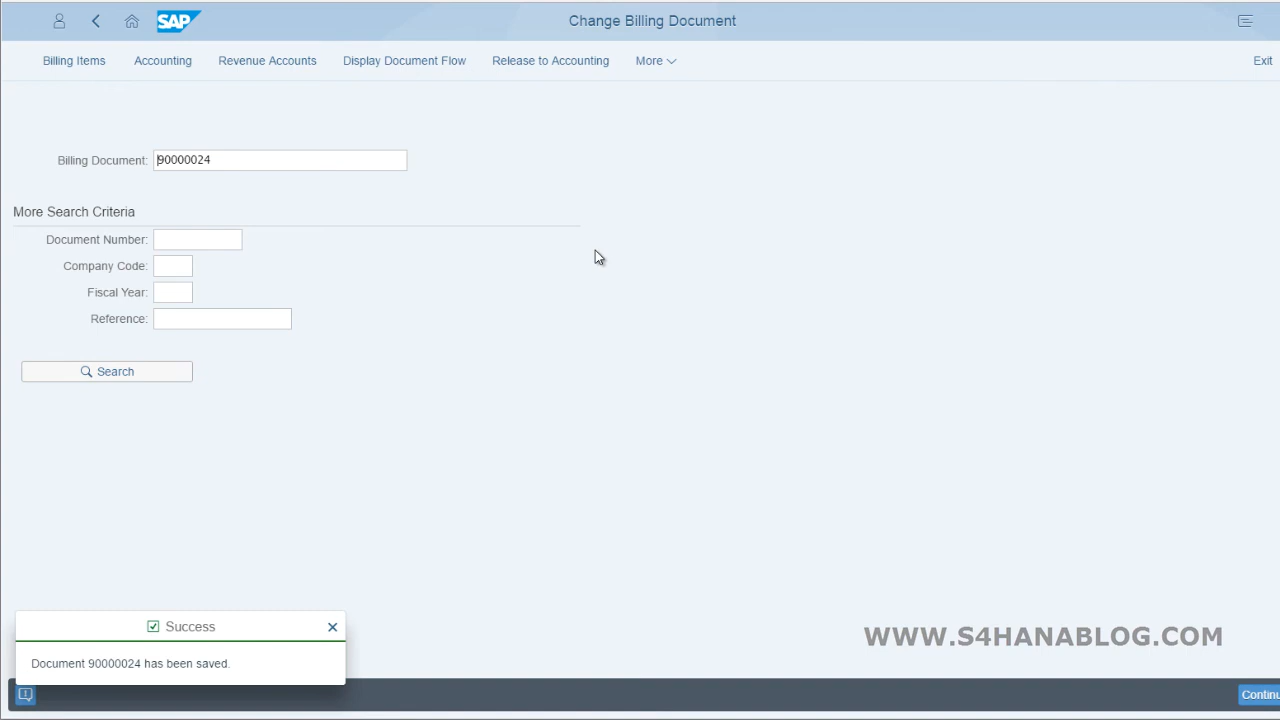 SAP
Change Billing Document
Billing Items Accounting Revenue Accounts Display Document Flow Release to Accounting More Exit
Billing Document: 90000024
More Search Criteria
Document Number:
Company Code:
Fiscal Year:
Reference:
Search
Success
Document 90000024 has been saved.
WWW.S4HANABLOG.COM
Continu